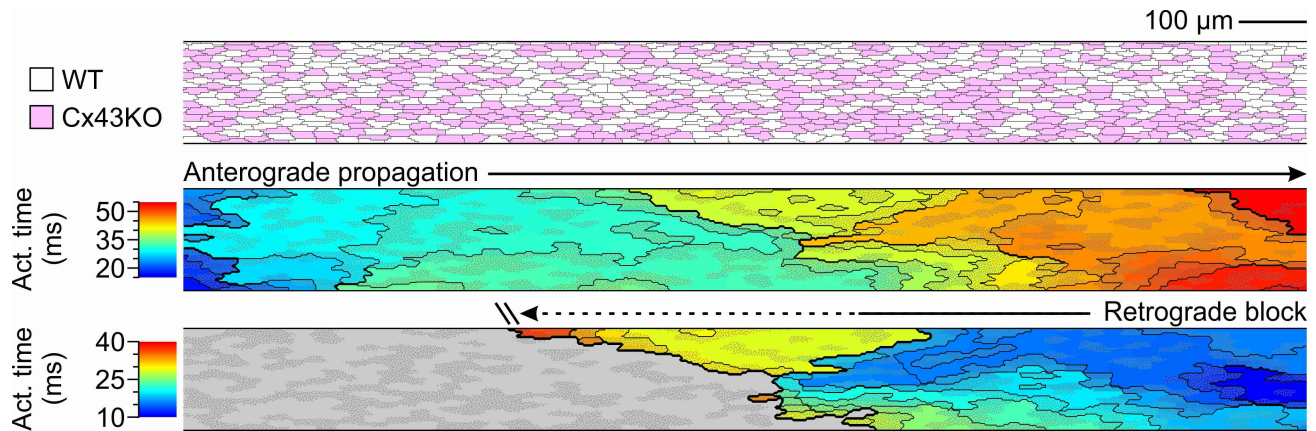 100 µm
WT
Cx43KO
Anterograde propagation
Act. time
(ms)
50
35
20
Retrograde block
Act. time
(ms)
40
25
10